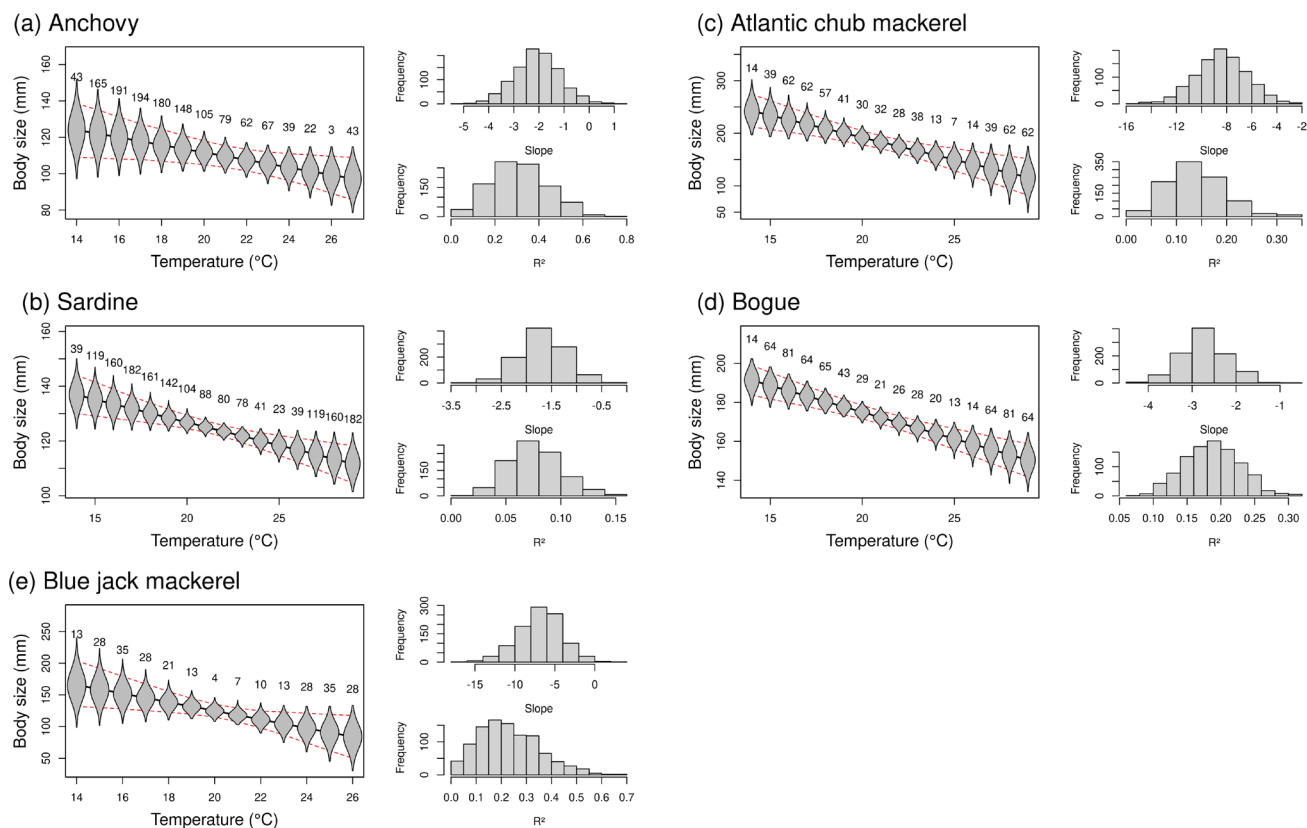 (a) Anchovy
Body size (mm)
160
140
120
100
80
43 165 191 194 180 148 105 79 62 67 39 22 3 43
14 16 18 20 22 24 26
Temperature (°C)
Frequency
100
0
-5 -4 -3 -2 -1 0 1
Slope
Frequency
150
0
0.0 0.2 0.4 0.6 0.8
R²
(c) Atlantic chub mackerel
Body size (mm)
300
200
100
50
14 39 62 62 57 41 30 32 28 38 13 7 14 39 62 62
15 20 25
Temperature (°C)
Frequency
100
0
-16 -12 -8 -6 -4 -2
Slope
Frequency
350
150
0
0.00 0.10 0.20 0.30
R²
(b) Sardine
Body size (mm)
160
140
120
100
39 119 160 182 161 142 104 88 80 78 41 23 39 119 160 182
15 20 25
Temperature (°C)
Frequency
200
0
-3.5 -2.5 -1.5 -0.5
Slope
Frequency
150
0
0.00 0.05 0.10 0.15
R²
(d) Bogue
Body size (mm)
200
180
160
140
14 64 81 64 65 43 29 21 26 28 20 13 14 64 81 64
15 20 25
Temperature (°C)
Frequency
200
0
-4 -3 -2 -1
Slope
Frequency
100
0
0.05 0.10 0.15 0.20 0.25 0.30
R²
(e) Blue jack mackerel
Body size (mm)
250
200
150
100
50
13 28 35 28 21 13 4 7 10 13 28 35 28
14 16 18 20 22 24 26
Temperature (°C)
Frequency
300
150
0
-15 -10 -5 0
Slope
Frequency
100
0
0.0 0.1 0.2 0.3 0.4 0.5 0.6 0.7
R²